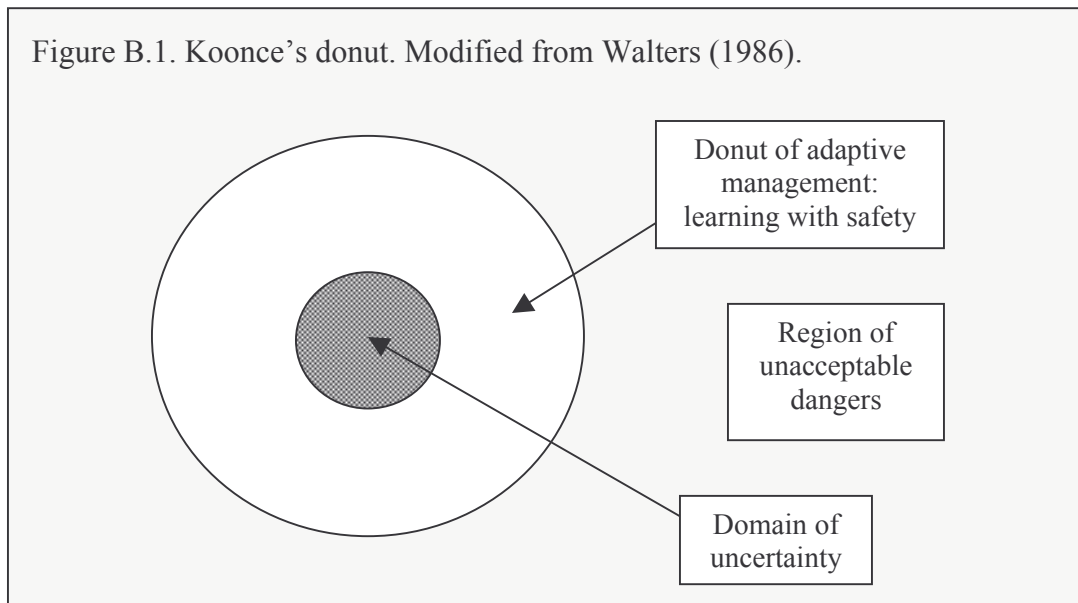 Figure B.1. Koonce’s donut. Modified from Walters (1986).
Donut of adaptive
management:
learning with safety
Region of
unacceptable
dangers
Domain of
uncertainty